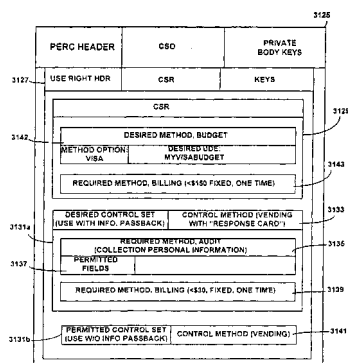 3125
PERC HEADER
CSO
PRIVATE BODY KEYS
3127
USE RIGHT HDR
CSR
KEYS
CSR
3129
3142
DESIRED METHOD, BUDGET
METHOD OPTION: VISA
DESIRED UDE: MYVISABUDGET
3143
REQUIRED METHOD, BILLING (<$150 FIXED, ONE TIME)
3133
DESIRED CONTROL SET (USE WITH INFO. PASSBACK)
CONTROL METHOD (VENDING WITH "RESPONSE CARD")
3131a
REQUIRED METHOD, AUDIT (COLLECTION PERSONAL INFORMATION)
3135
3137
PERMITTED FIELDS
REQUIRED METHOD, BILLING (<$30, FIXED, ONE TIME)
3139
3131b
PERMITTED CONTROL SET (USE W/O INFO PASSBACK)
CONTROL METHOD (VENDING)
3141